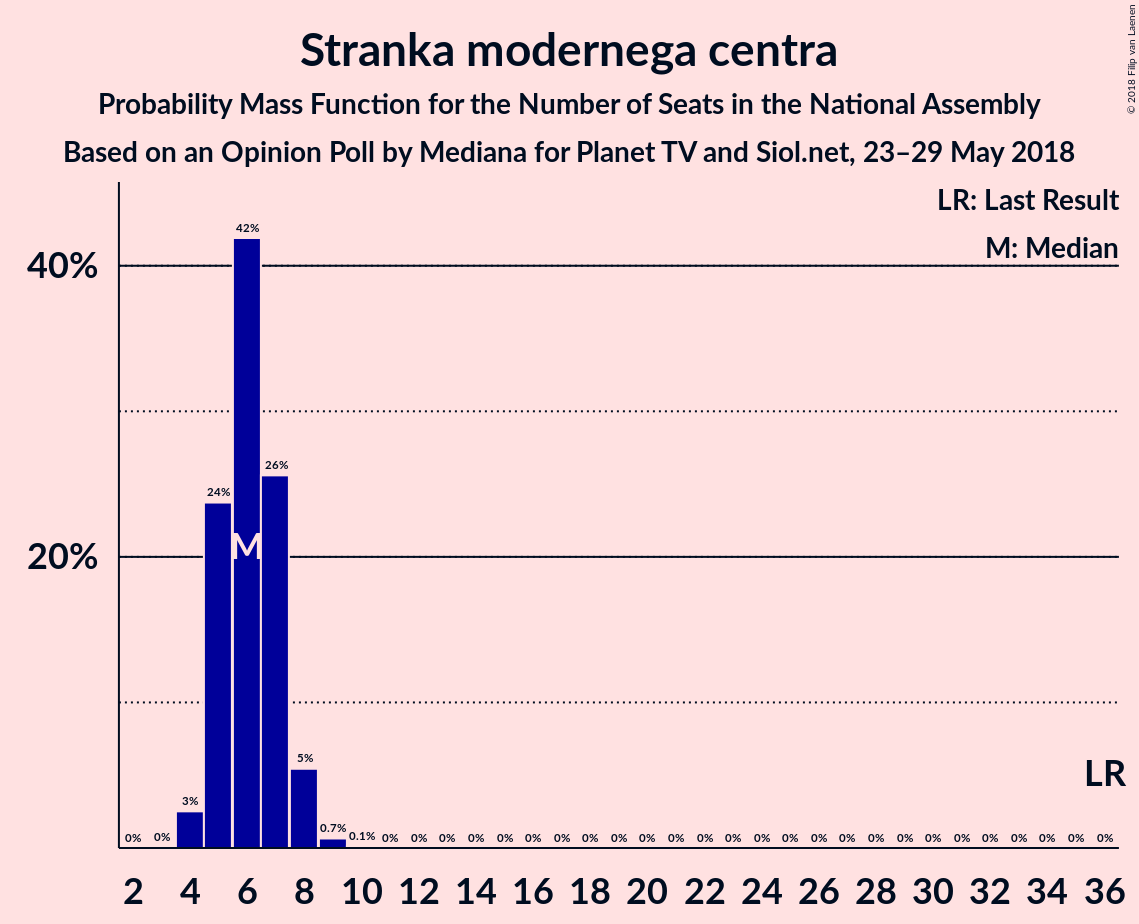 Stranka modernega centra
Probability Mass Function for the Number of Seats in the National Assembly
Based on an Opinion Poll by Mediana for Planet TV and Siol.net, 23–29 May 2018
© 2018 Filip van Laenen
LR: Last Result
M: Median
40%
20%
42%
26%
24%
M
5%
3%
0% 0% 0.7% 0.1% 0% 0% 0% 0% 0% 0% 0% 0% 0% 0% 0% 0% 0% 0% 0% 0% 0% 0% 0% 0% 0% 0% 0% 0% 0% 0%
LR
2 4 6 8 10 12 14 16 18 20 22 24 26 28 30 32 34 36